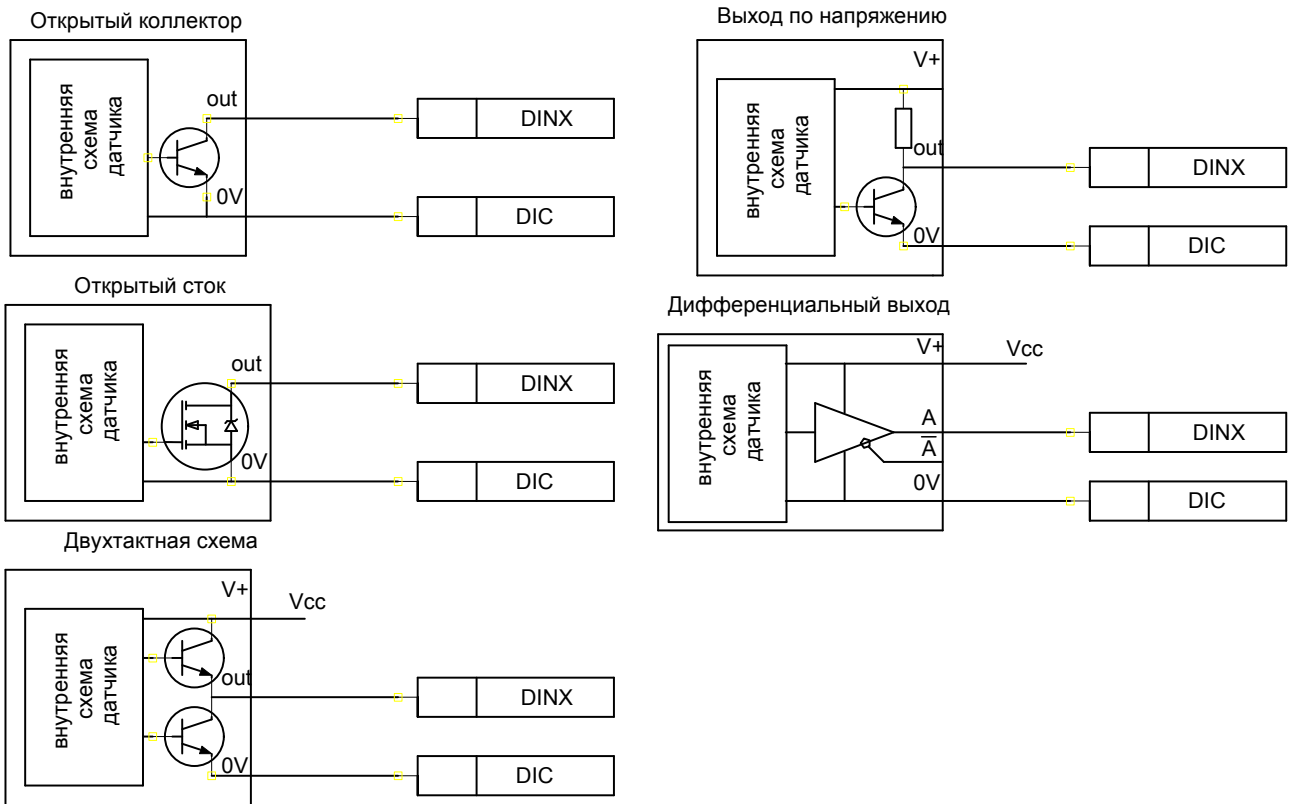 Открытый коллектор
внутренняя
схема
датчика
out
0V
DINX
DIC
Открытый сток
внутренняя
схема
датчика
out
0V
DINX
DIC
Двухтактная схема
внутренняя
схема
датчика
V+
Vcc
out
0V
DINX
DIC
Выход по напряжению
внутренняя
схема
датчика
V+
out
0V
DINX
DIC
Дифференциальный выход
внутренняя
схема
датчика
V+
Vcc
A
A̅
0V
DINX
DIC